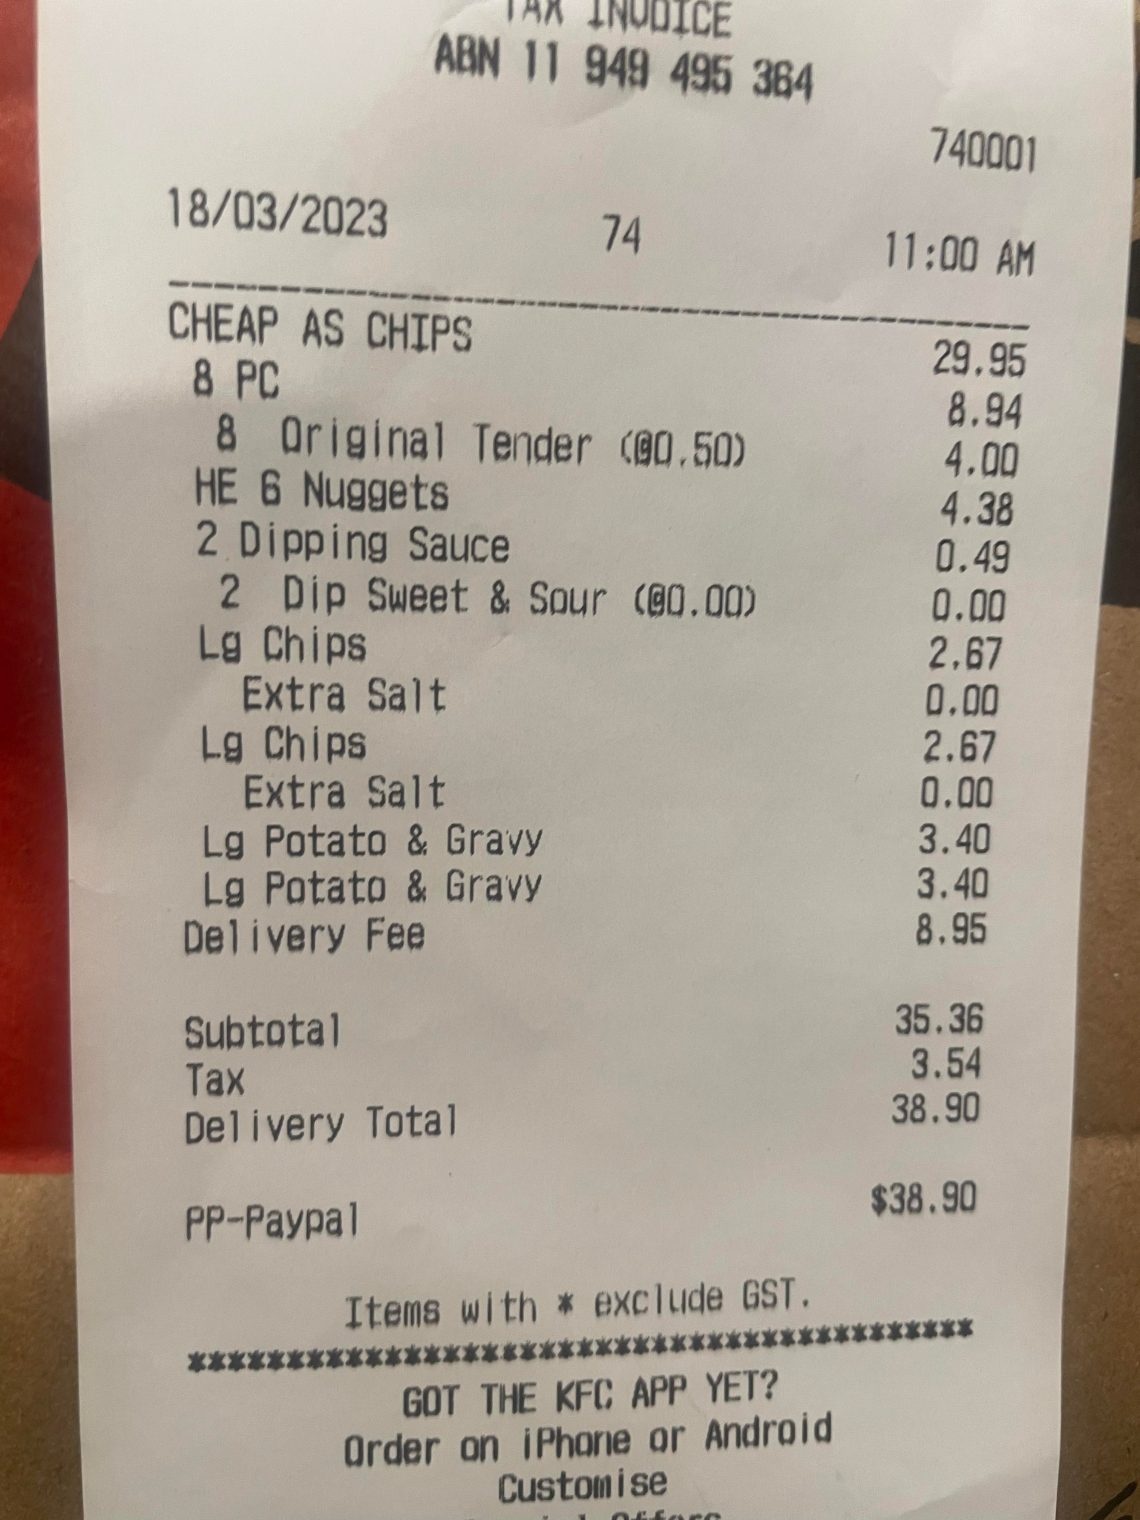 TAX INVOICE
ABN 11 949 495 364
740001
18/03/2023 74 11:00 AM
CHEAP AS CHIPS 29.95
8 PC 8.94
8 Original Tender (@0.50) 4.00
HE 6 Nuggets 4.38
2 Dipping Sauce 0.49
2 Dip Sweet & Sour (@0.00) 0.00
Lg Chips 2.67
Extra Salt 0.00
Lg Chips 2.67
Extra Salt 0.00
Lg Potato & Gravy 3.40
Lg Potato & Gravy 3.40
Delivery Fee 8.95
Subtotal 35.36
Tax 3.54
Delivery Total 38.90
PP-Paypal $38.90
Items with * exclude GST.
****************************************
GOT THE KFC APP YET?
Order on iPhone or Android
Customise
Offers